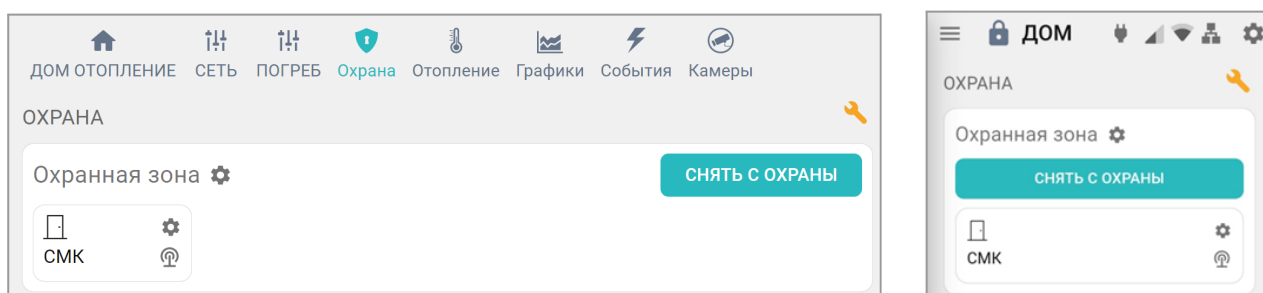 ДОМ ОТОПЛЕНИЕ СЕТЬ ПОГРЕБ Охрана Отопление Графики События Камеры
ОХРАНА
Охранная зона
СНЯТЬ С ОХРАНЫ
СМК
ДОМ
ОХРАНА
Охранная зона
СНЯТЬ С ОХРАНЫ
СМК